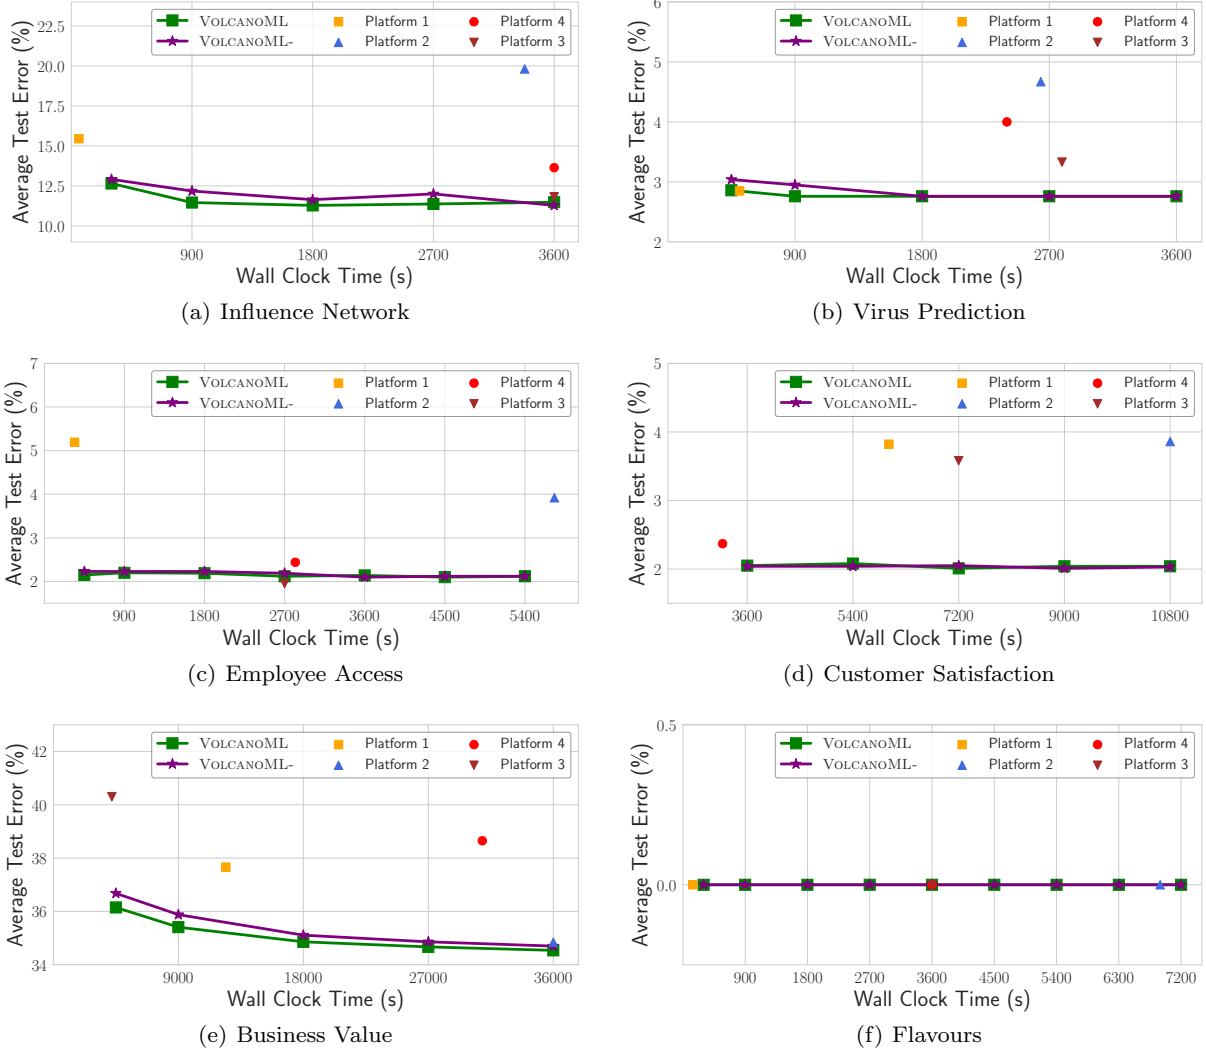 22.5
20.0
17.5
15.0
12.5
10.0
Average Test Error (%)
VOLCANOML
VOLCANOML-
Platform 1
Platform 2
Platform 4
Platform 3
900 1800 2700 3600
Wall Clock Time (s)
(a) Influence Network
6
5
4
3
2
Average Test Error (%)
VOLCANOML
VOLCANOML-
Platform 1
Platform 2
Platform 4
Platform 3
900 1800 2700 3600
Wall Clock Time (s)
(b) Virus Prediction
7
6
5
4
3
2
Average Test Error (%)
VOLCANOML
VOLCANOML-
Platform 1
Platform 2
Platform 4
Platform 3
900 1800 2700 3600 4500 5400
Wall Clock Time (s)
(c) Employee Access
5
4
3
2
Average Test Error (%)
VOLCANOML
VOLCANOML-
Platform 1
Platform 2
Platform 4
Platform 3
3600 5400 7200 9000 10800
Wall Clock Time (s)
(d) Customer Satisfaction
42
40
38
36
34
Average Test Error (%)
VOLCANOML
VOLCANOML-
Platform 1
Platform 2
Platform 4
Platform 3
9000 18000 27000 36000
Wall Clock Time (s)
(e) Business Value
0.5
0.0
Average Test Error (%)
VOLCANOML
VOLCANOML-
Platform 1
Platform 2
Platform 4
Platform 3
900 1800 2700 3600 4500 5400 6300 7200
Wall Clock Time (s)
(f) Flavours